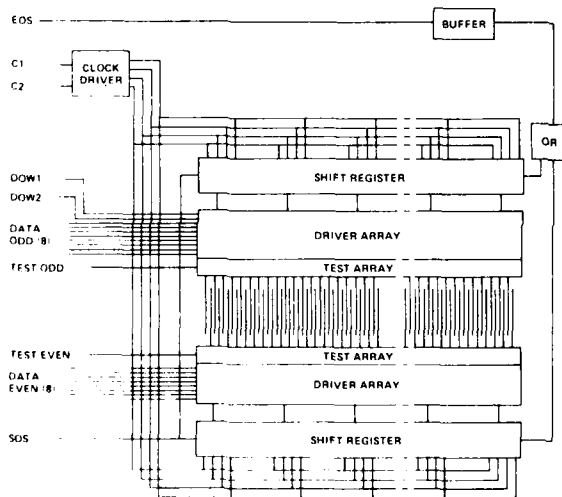 EOS
BUFFER
C1
CLOCK
DRIVER
C2
OR
SHIFT REGISTER
DOW1
DOW2
DATA
ODD (8)
DRIVER ARRAY
TEST ODD
TEST ARRAY
TEST EVEN
TEST ARRAY
DATA
EVEN (8)
DRIVER ARRAY
SOS
SHIFT REGISTER